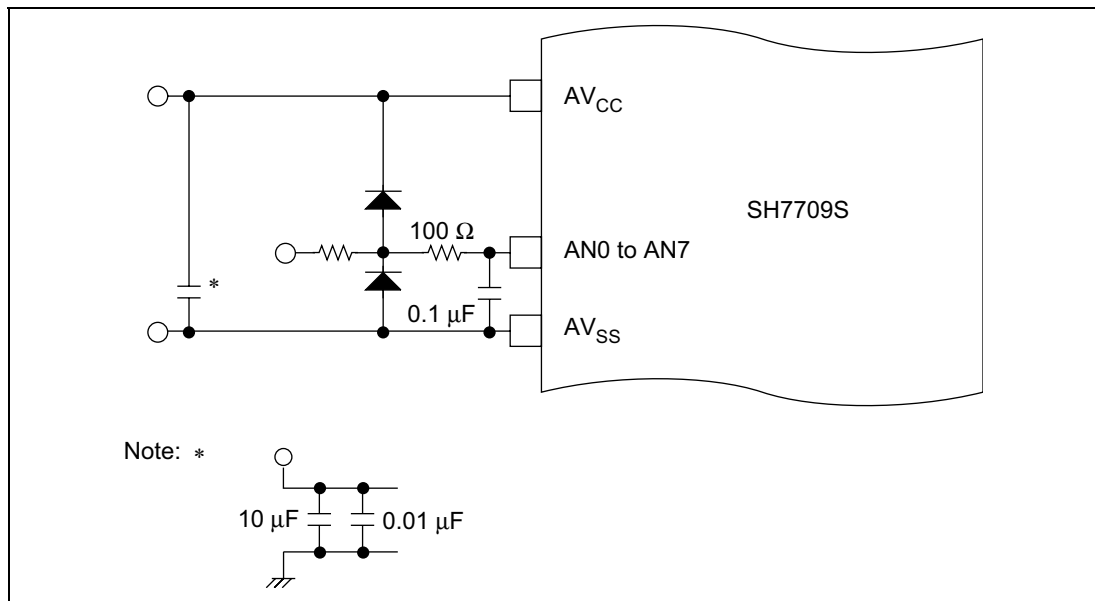 AVCC
SH7709S
100 Ω
AN0 to AN7
*
0.1 μF
AVSS
Note: *
10 μF
0.01 μF